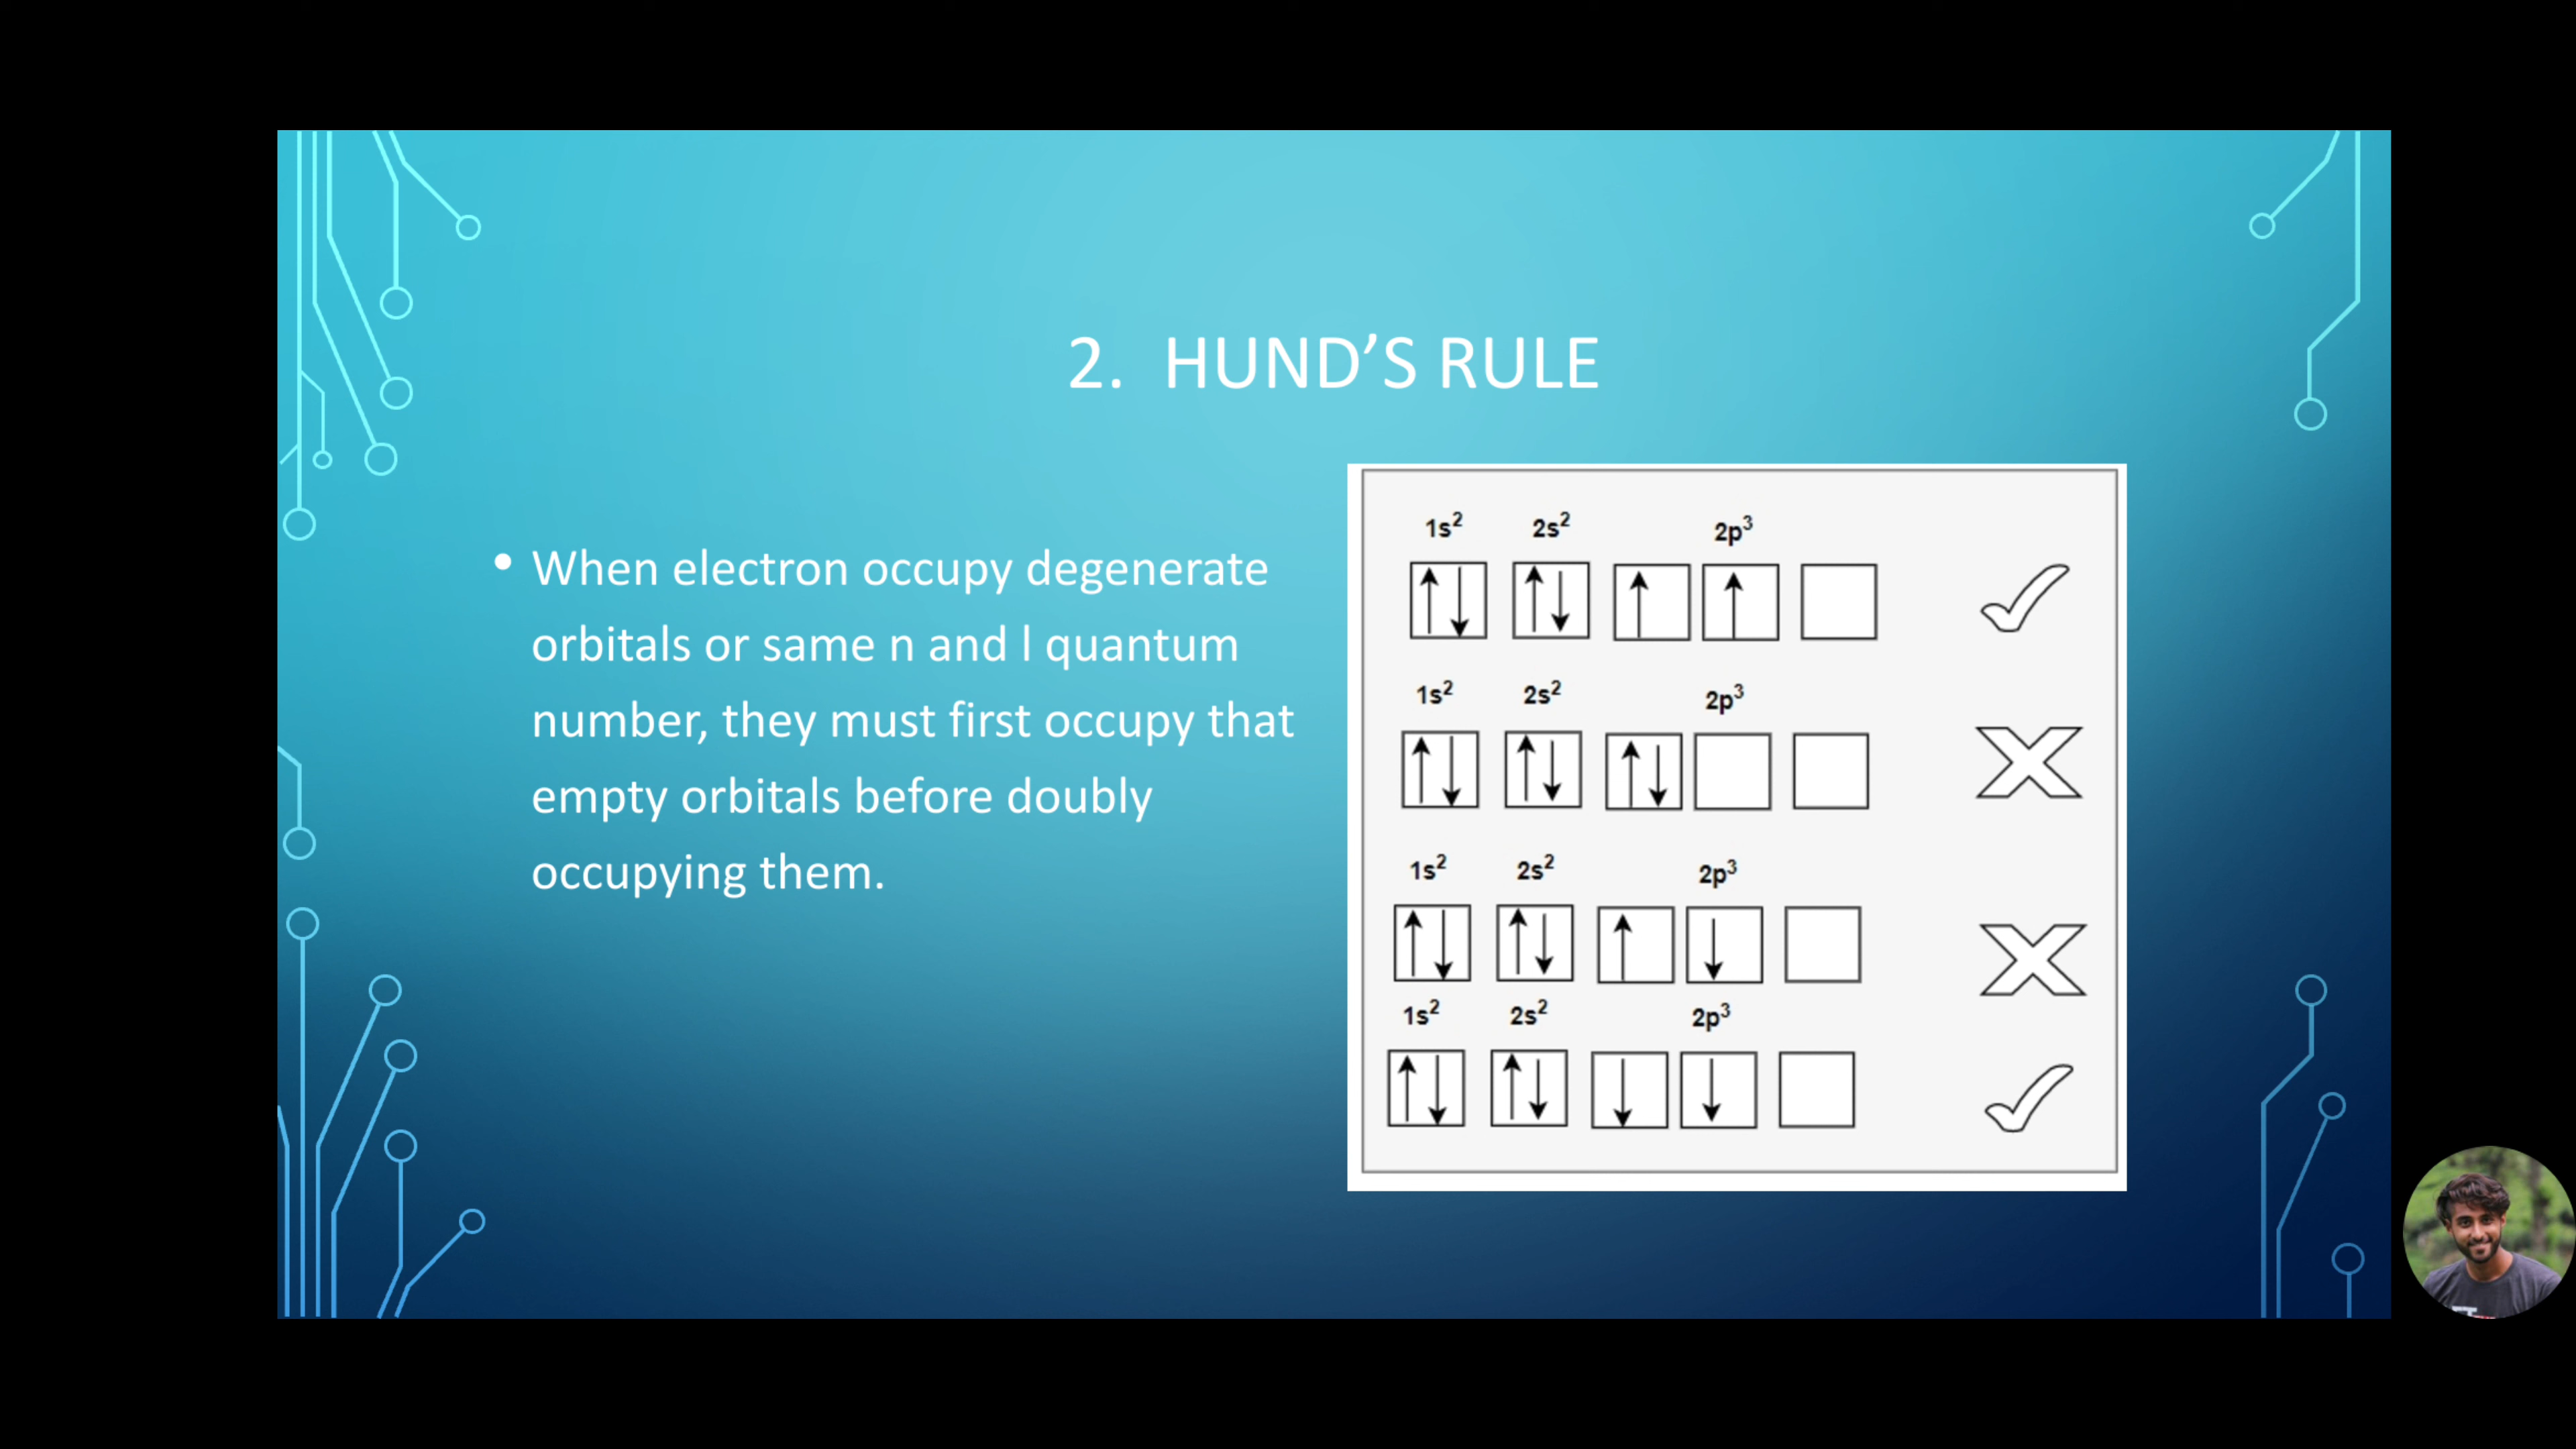 2. HUND’S RULE
• When electron occupy degenerate
orbitals or same n and l quantum
number, they must first occupy that
empty orbitals before doubly
occupying them.
1s² 2s² 2p³
1s² 2s² 2p³
1s² 2s² 2p³
1s² 2s² 2p³